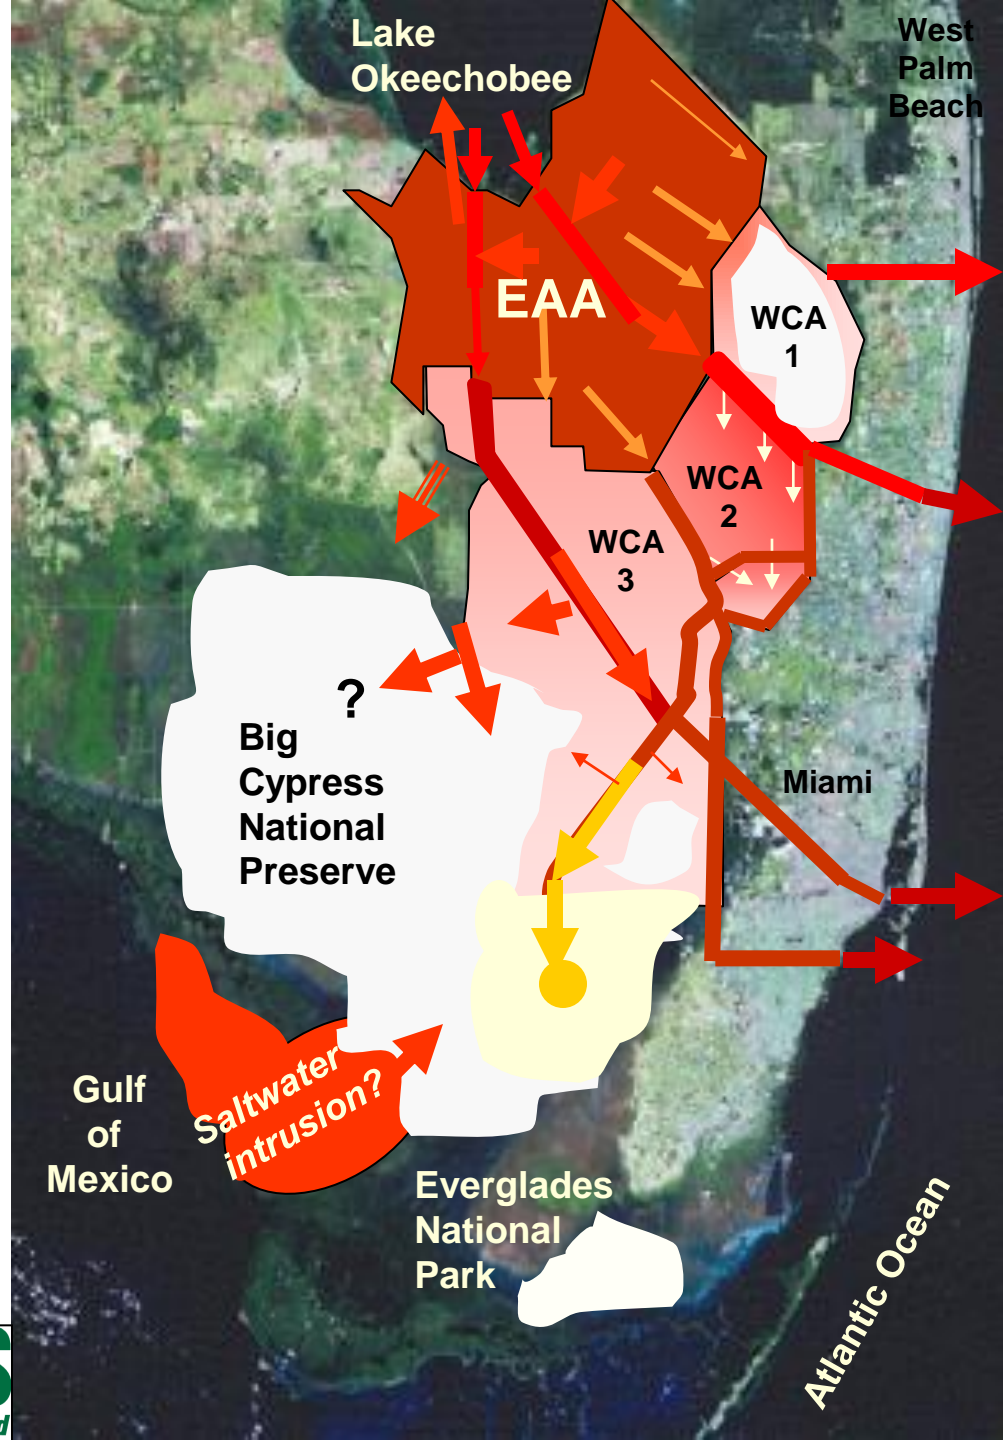 Lake
Okeechobee
West
Palm
Beach
EAA
WCA
1
WCA
2
WCA
3
?
Big
Cypress
National
Preserve
Miami
Saltwater
intrusion?
Gulf
of
Mexico
Everglades
National
Park
Atlantic Ocean